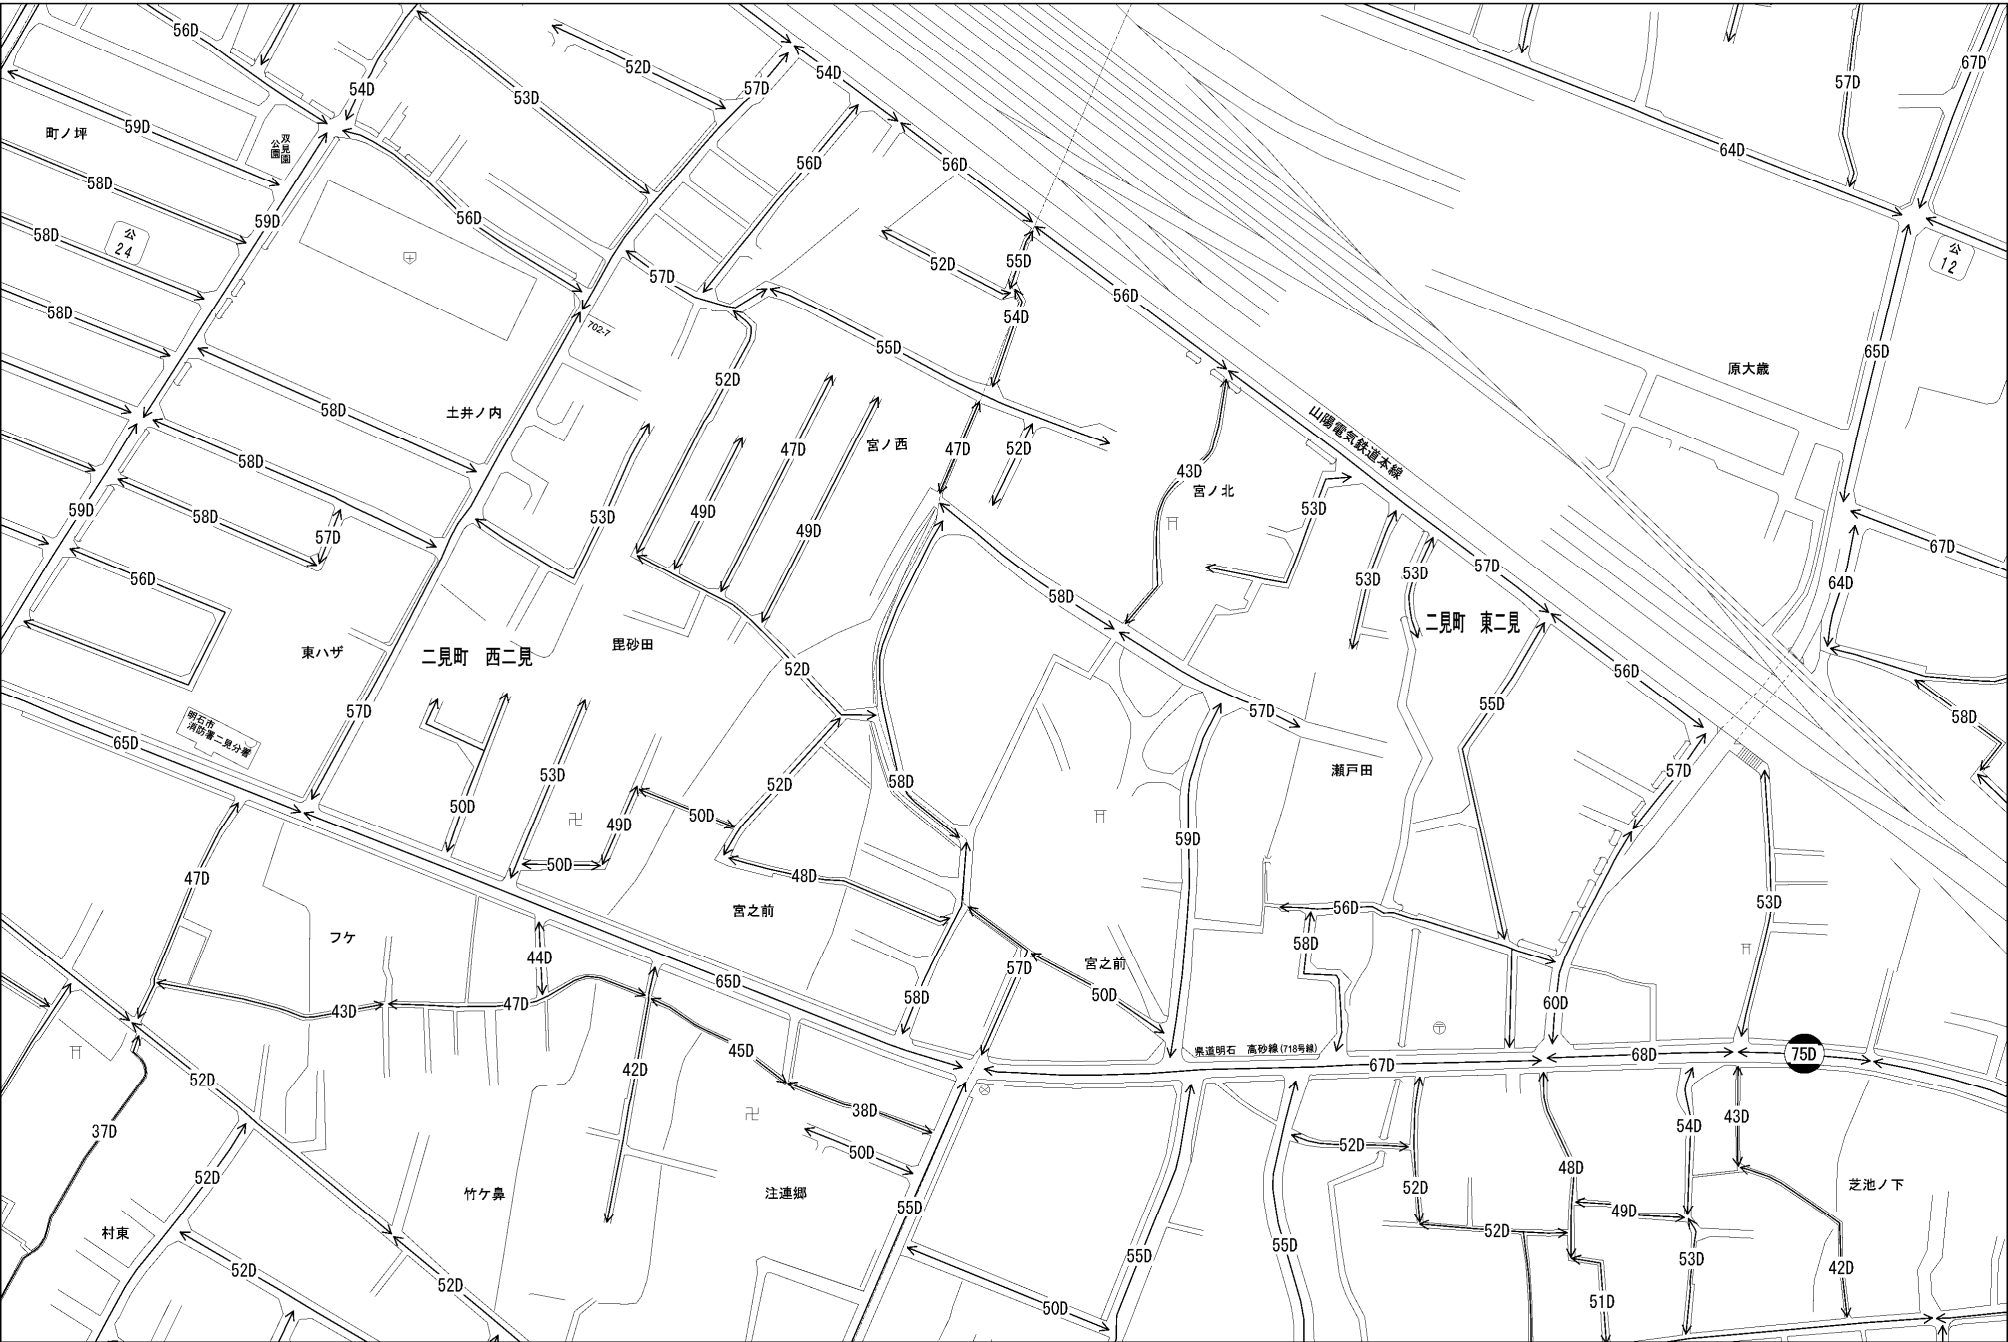 56D
54D
52D
53D
57D
54D
57D
67D
59D
町ノ坪
双見園
公園
56D
56D
64D
58D
59D
56D
58D
公
24
公
12
57D
52D
55D
56D
58D
54D
702-7
55D
65D
原大歳
52D
58D
土井ノ内
山陽電気鉄道本線
宮ノ西
47D
47D
52D
58D
43D
宮ノ北
59D
58D
53D
49D
49D
53D
57D
67D
56D
53D
53D
57D
64D
58D
二見町 東二見
毘砂田
東ハザ
二見町 西二見
52D
56D
57D
57D
55D
58D
明石市
消防署二見分署
65D
瀬戸田
57D
53D
52D
58D
50D
49D
50D
59D
50D
48D
47D
宮之前
56D
53D
フケ
58D
44D
宮之前
57D
65D
50D
58D
60D
43D
47D
県道明石 高砂線(718号線)
45D
67D
68D
75D
52D
42D
38D
43D
54D
37D
52D
50D
48D
52D
52D
芝池ノ下
竹ケ鼻
注連郷
55D
49D
村東
52D
55D
55D
53D
52D
52D
42D
50D
51D